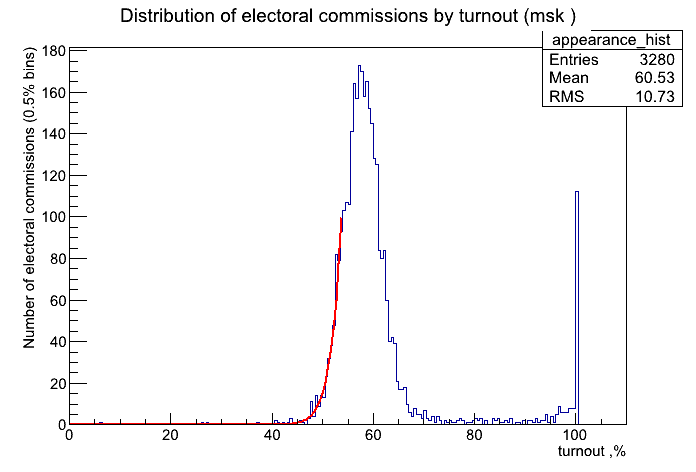 Distribution of electoral commissions by turnout (msk )
appearance_hist
Entries 3280
Mean 60.53
RMS 10.73
Number of electoral commissions (0.5% bins)
180
160
140
120
100
80
60
40
20
0
0 20 40 60 80 100
turnout ,%